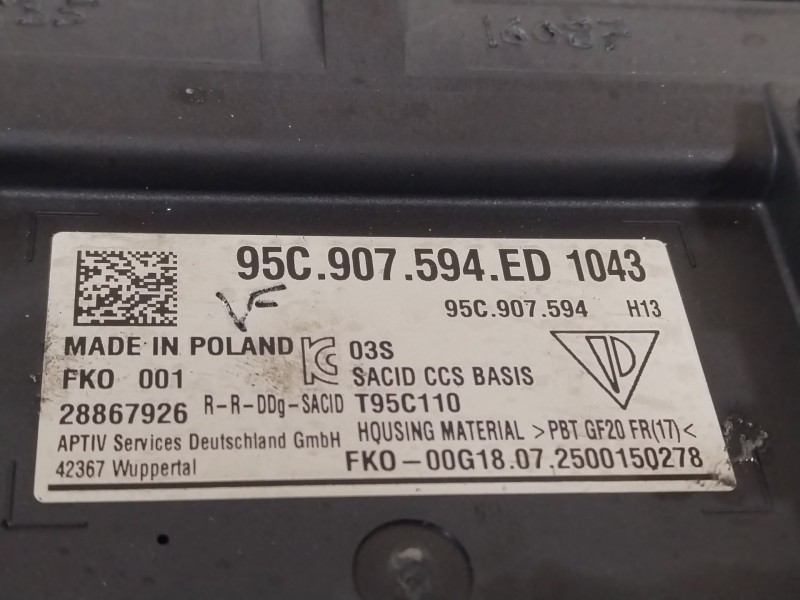 16087
95C.907.594.ED 1043
95C.907.594 H13
VF
MADE IN POLAND
03S
FKO 001
SACID CCS BASIS
28867926 R-R-DDg-SACID T95C110
APTIV Services Deutschland GmbH
HOUSING MATERIAL >PBT GF20 FR(17)<
42367 Wuppertal
FKO-00G18.07.2500150278